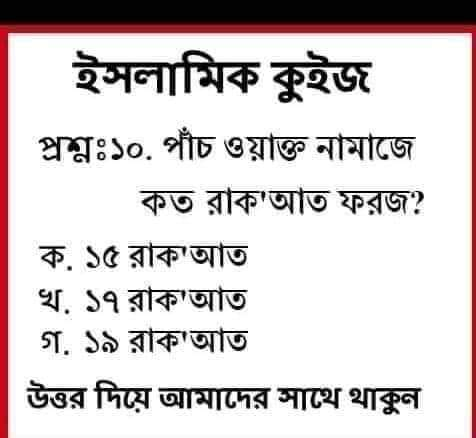 ইসলামিক কুইজ
প্রশ্নঃ১০. পাঁচ ওয়াক্ত নামাজে
কত রাক'আত ফরজ?
ক. ১৫ রাক'আত
খ. ১৭ রাক'আত
গ. ১৯ রাক'আত
উত্তর দিয়ে আমাদের সাথে থাকুন